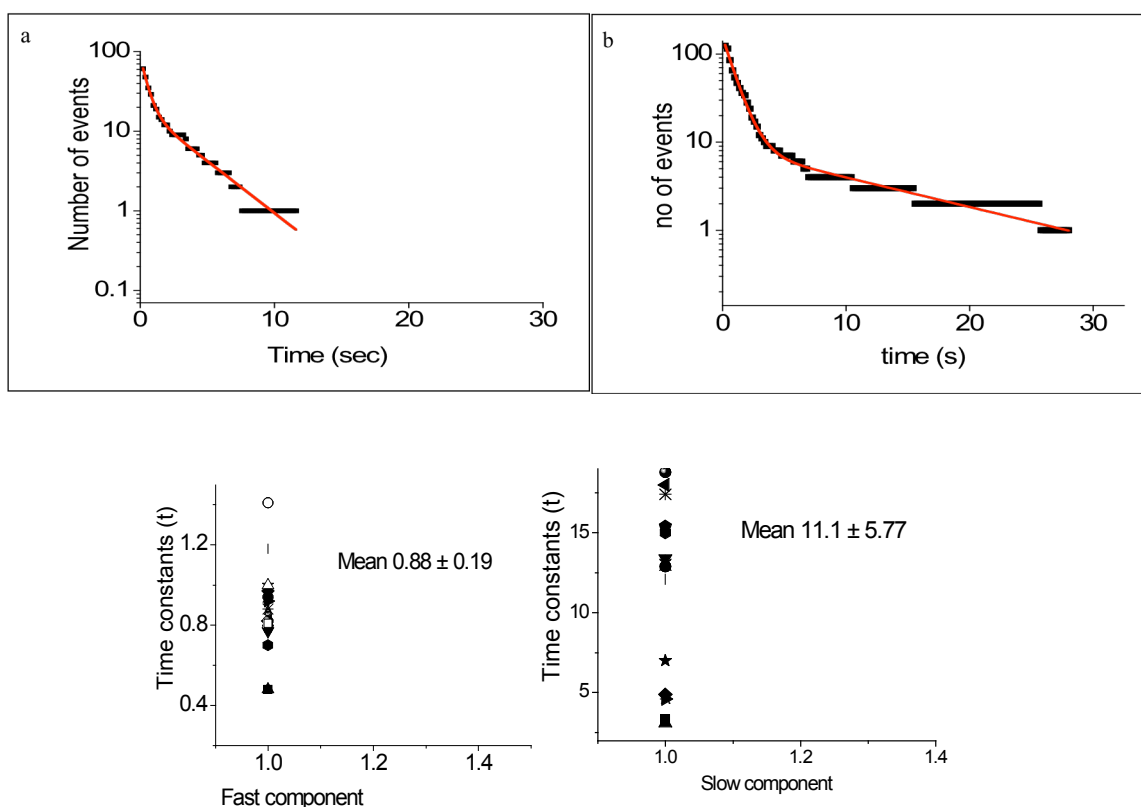 a
Number of events
100
10
1
0.1
0
10
20
30
Time (sec)
b
no of events
100
10
1
0
10
20
30
time (s)
Time constants (t)
1.2
0.8
0.4
Mean 0.88 ± 0.19
1.0
1.2
1.4
Fast component
Time constants (t)
15
10
5
Mean 11.1 ± 5.77
1.0
1.2
1.4
Slow component